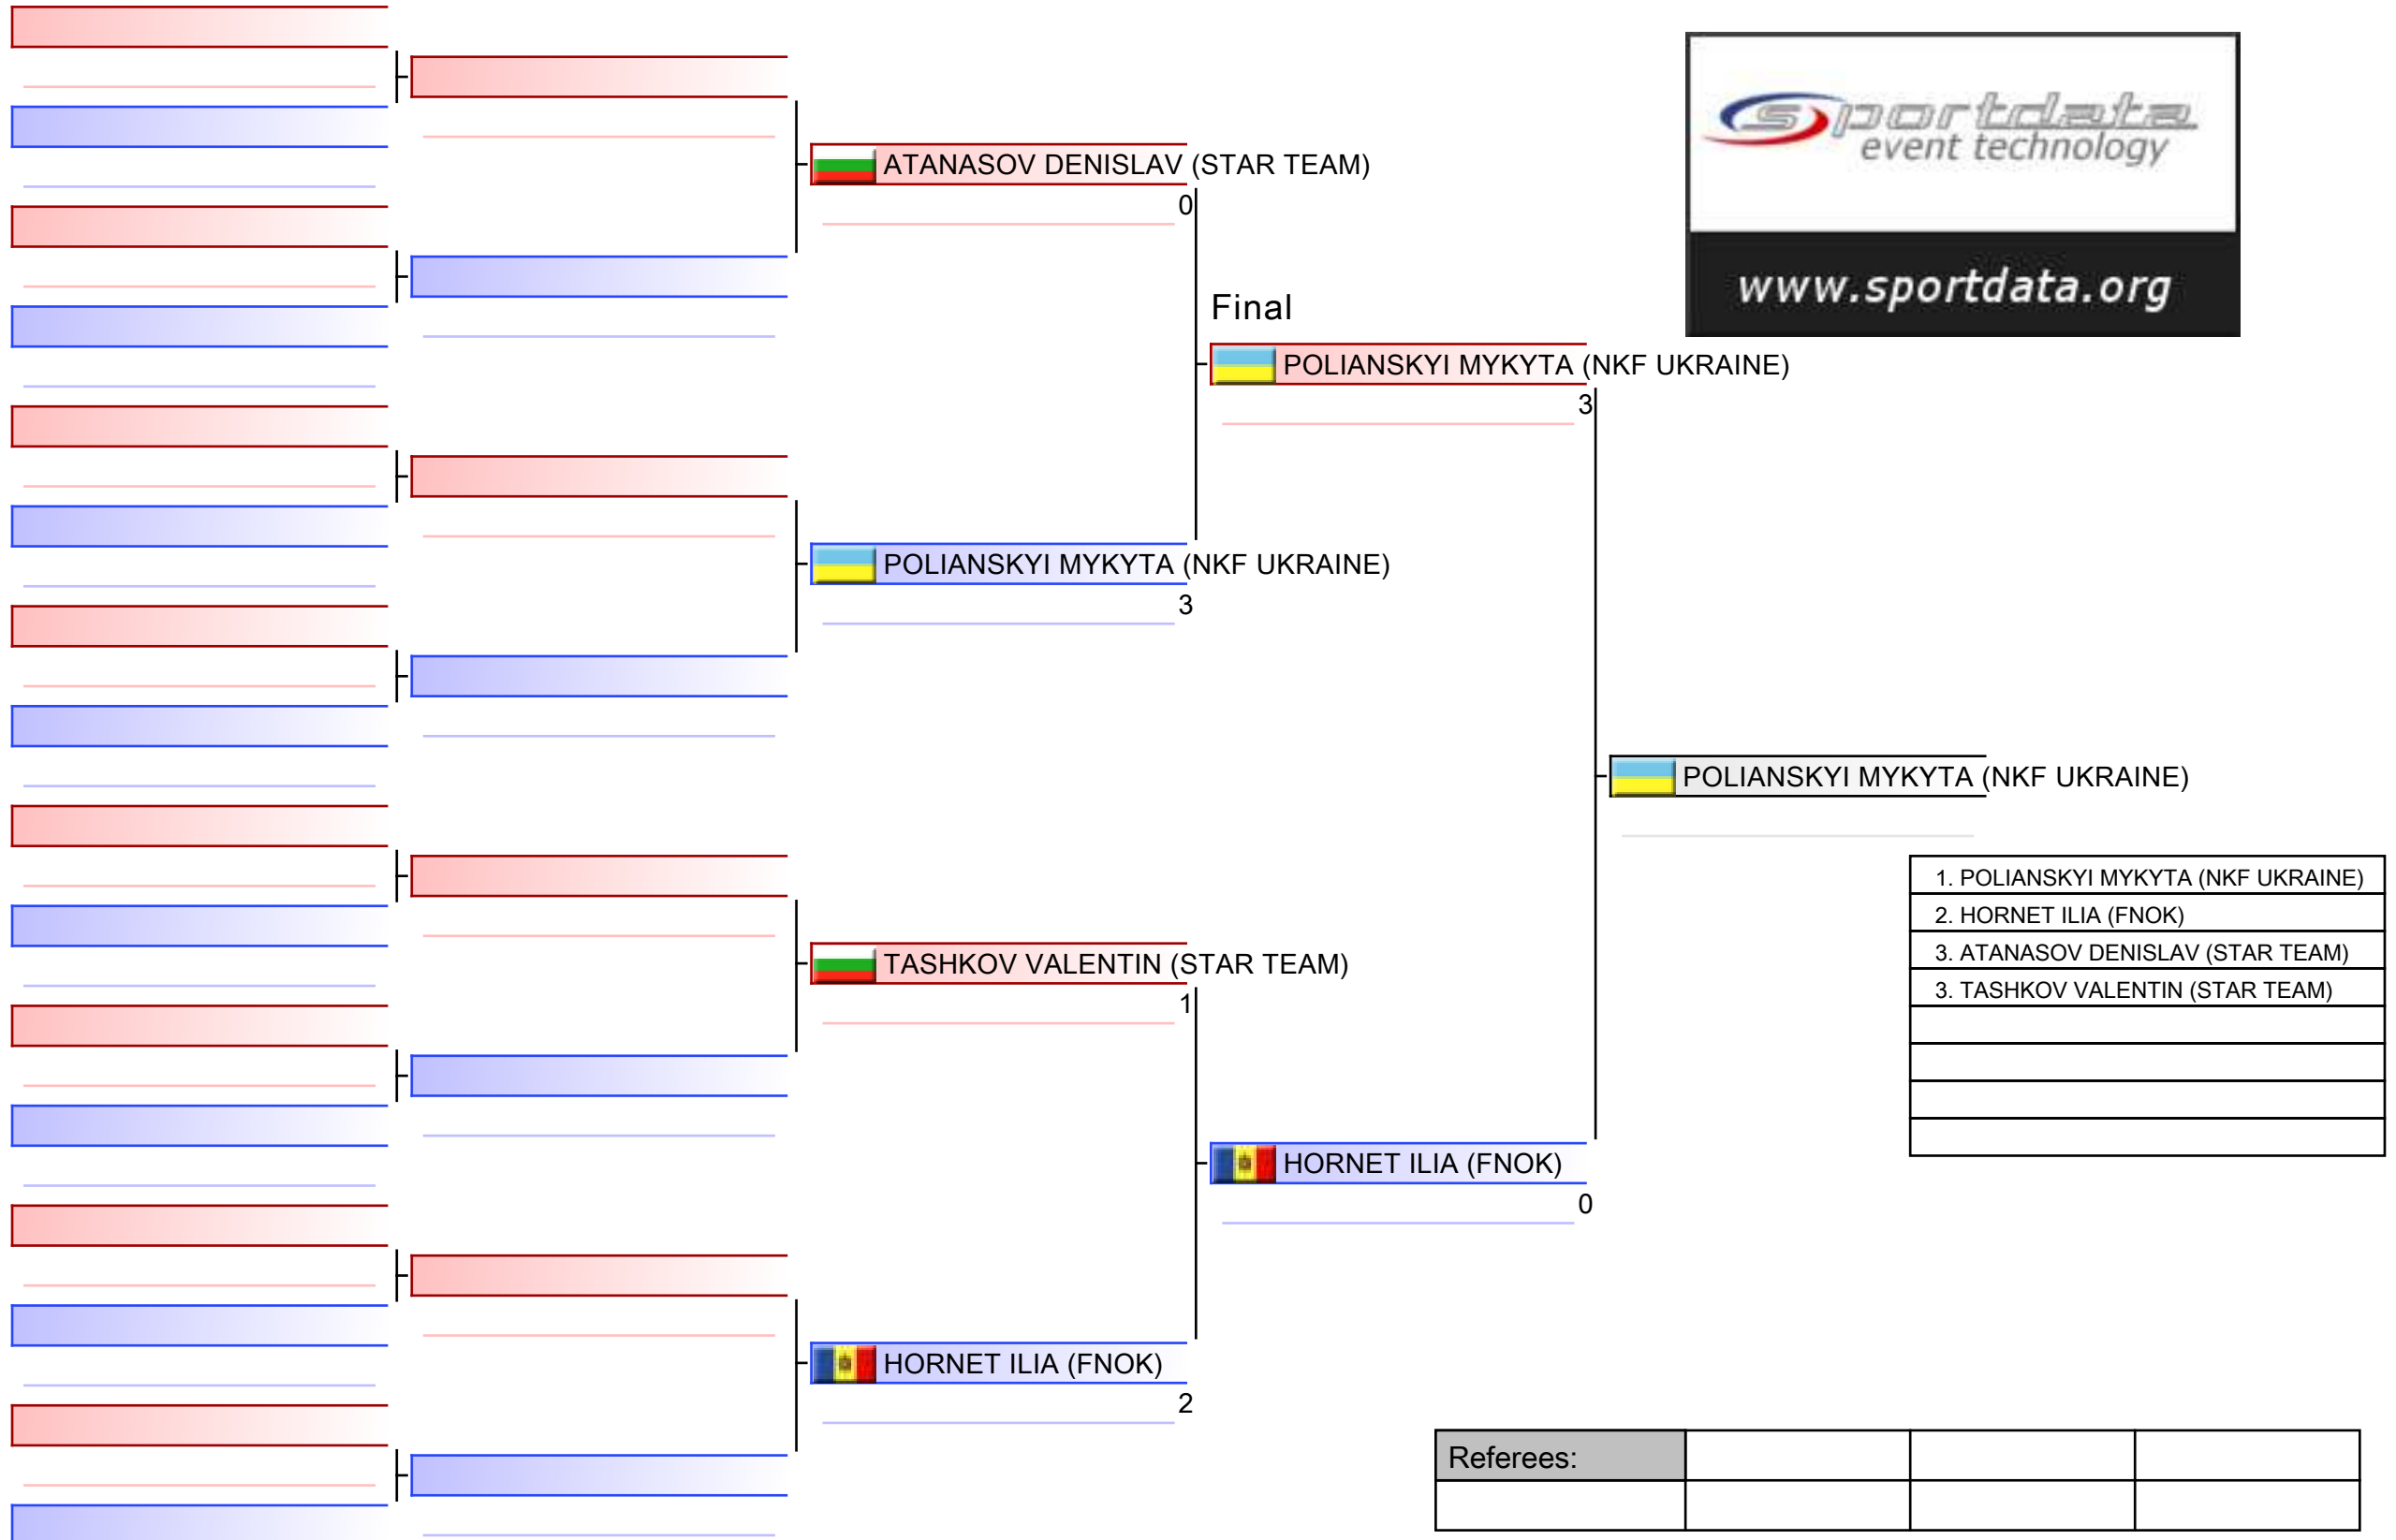 sportdata
event technology
www.sportdata.org
ATANASOV DENISLAV (STAR TEAM)
0
Final
POLIANSKYI MYKYTA (NKF UKRAINE)
3
POLIANSKYI MYKYTA (NKF UKRAINE)
3
POLIANSKYI MYKYTA (NKF UKRAINE)
1. POLIANSKYI MYKYTA (NKF UKRAINE)
2. HORNET ILIA (FNOK)
3. ATANASOV DENISLAV (STAR TEAM)
3. TASHKOV VALENTIN (STAR TEAM)
TASHKOV VALENTIN (STAR TEAM)
1
HORNET ILIA (FNOK)
0
HORNET ILIA (FNOK)
2
Referees: